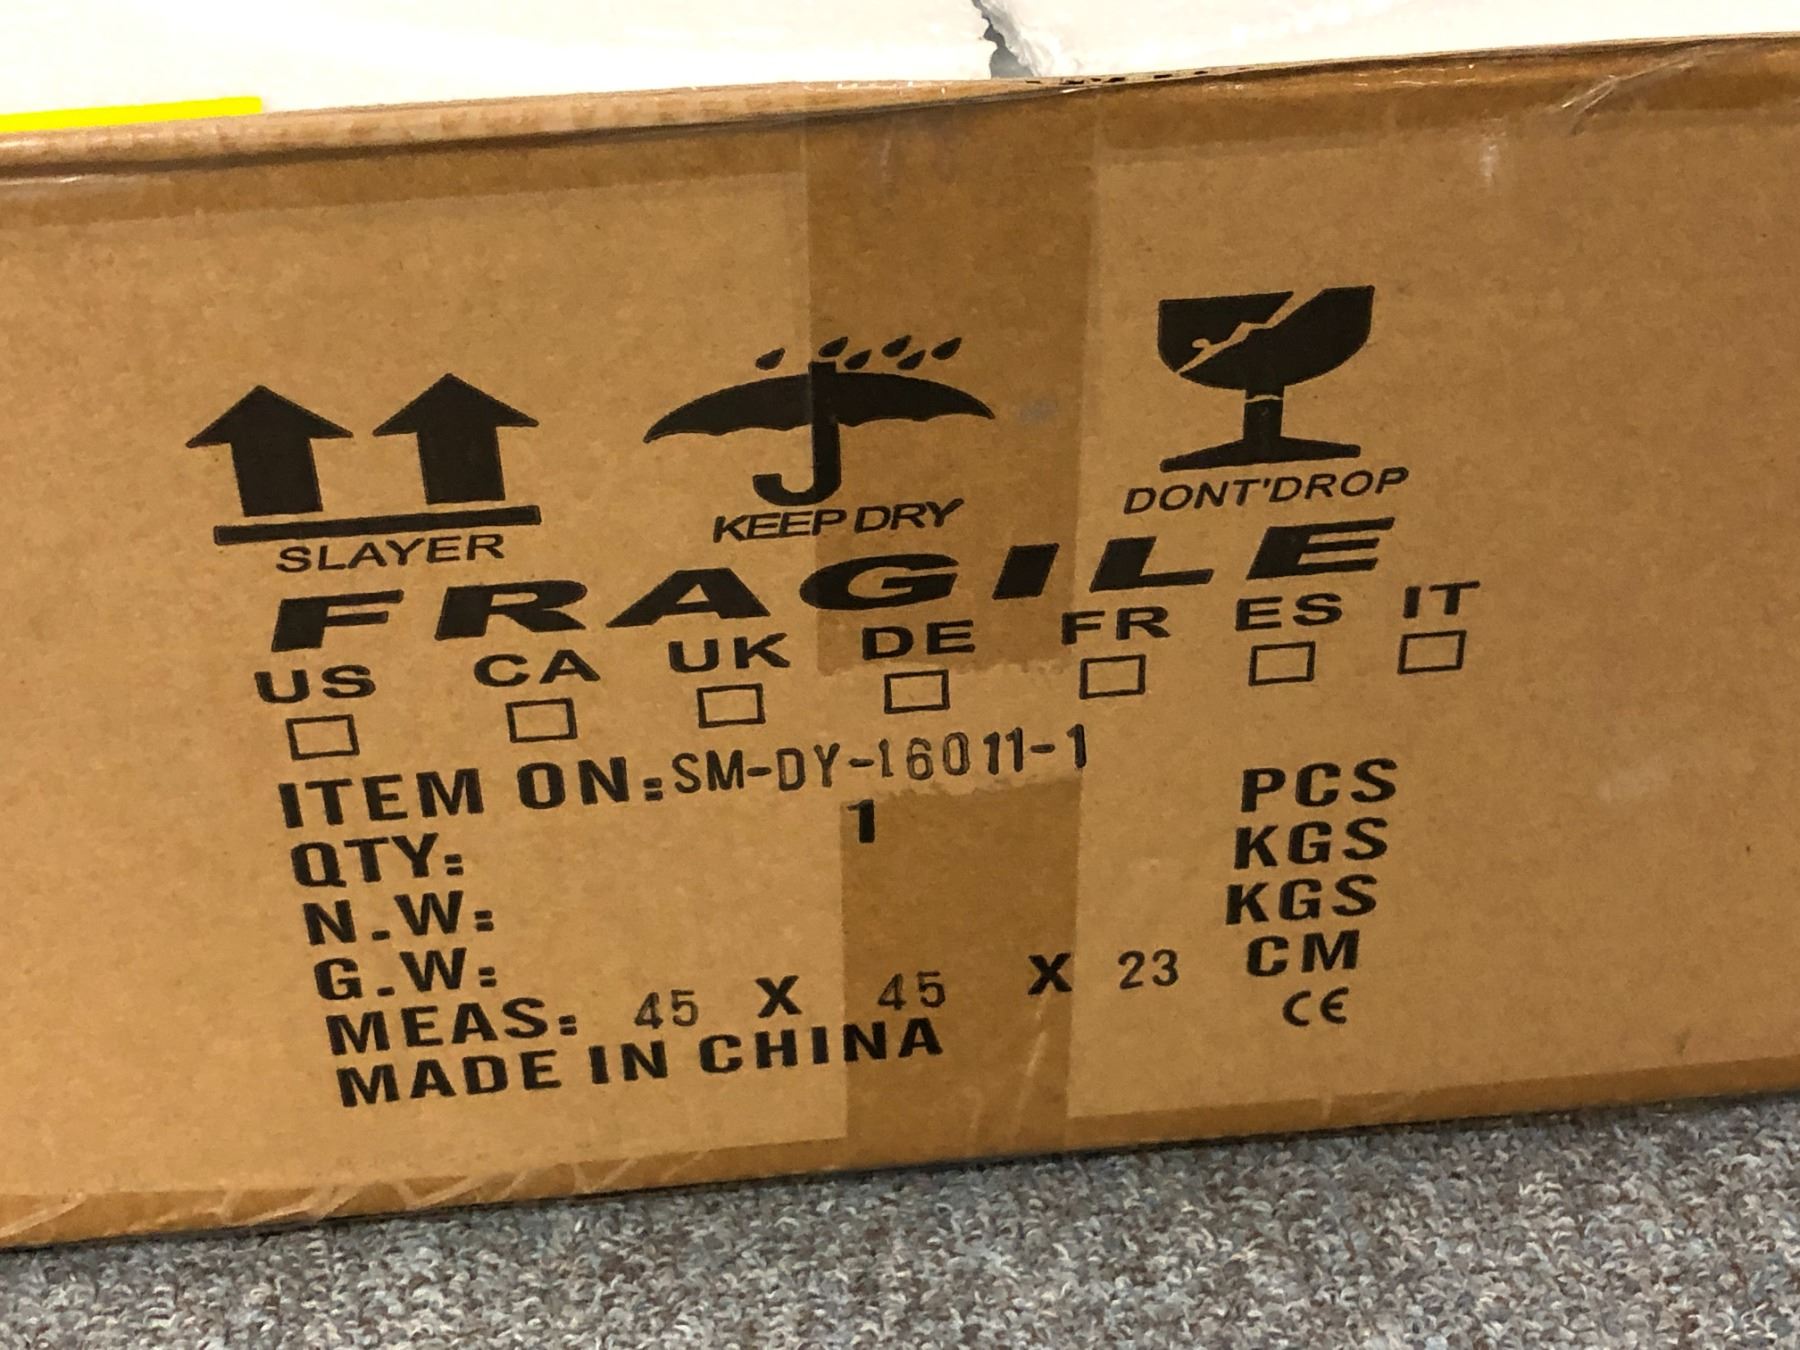 SLAYER KEEP DRY DONT'DROP
FRAGILE
US CA UK DE FR ES IT
ITEM ON:SM-DY-16011-1
QTY: 1 PCS
N.W: KGS
G.W: KGS
MEAS: 45 X 45 X 23 CM
MADE IN CHINA CE